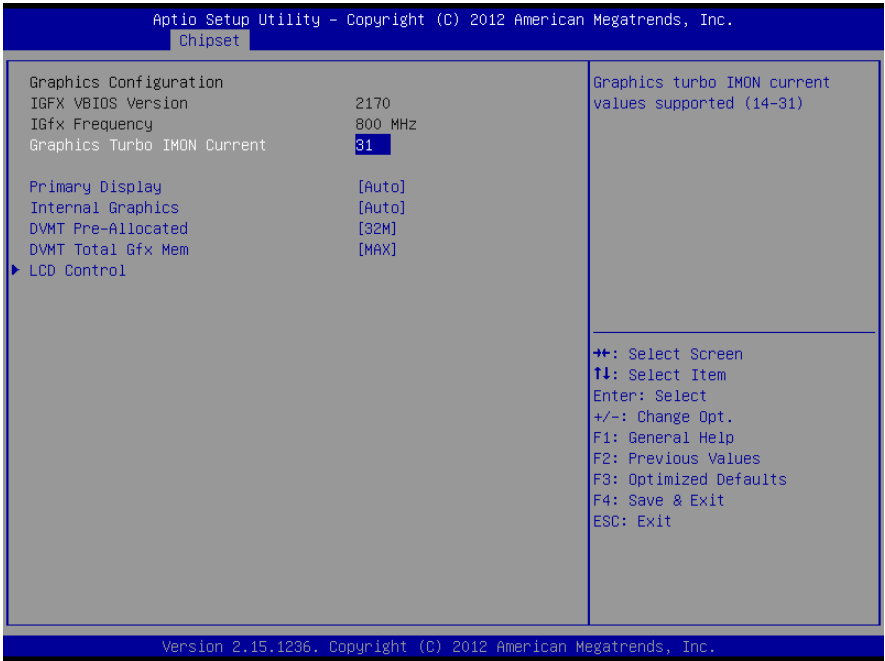 Aptio Setup Utility – Copyright (C) 2012 American Megatrends, Inc.
Chipset
Graphics Configuration
IGFX VBIOS Version 2170
IGfx Frequency 800 MHz
Graphics Turbo IMON Current 31
Primary Display [Auto]
Internal Graphics [Auto]
DVMT Pre-Allocated [32M]
DVMT Total Gfx Mem [MAX]
LCD Control
Graphics turbo IMON current
values supported (14-31)
→←: Select Screen
↑↓: Select Item
Enter: Select
+/-: Change Opt.
F1: General Help
F2: Previous Values
F3: Optimized Defaults
F4: Save & Exit
ESC: Exit
Version 2.15.1236. Copyright (C) 2012 American Megatrends, Inc.